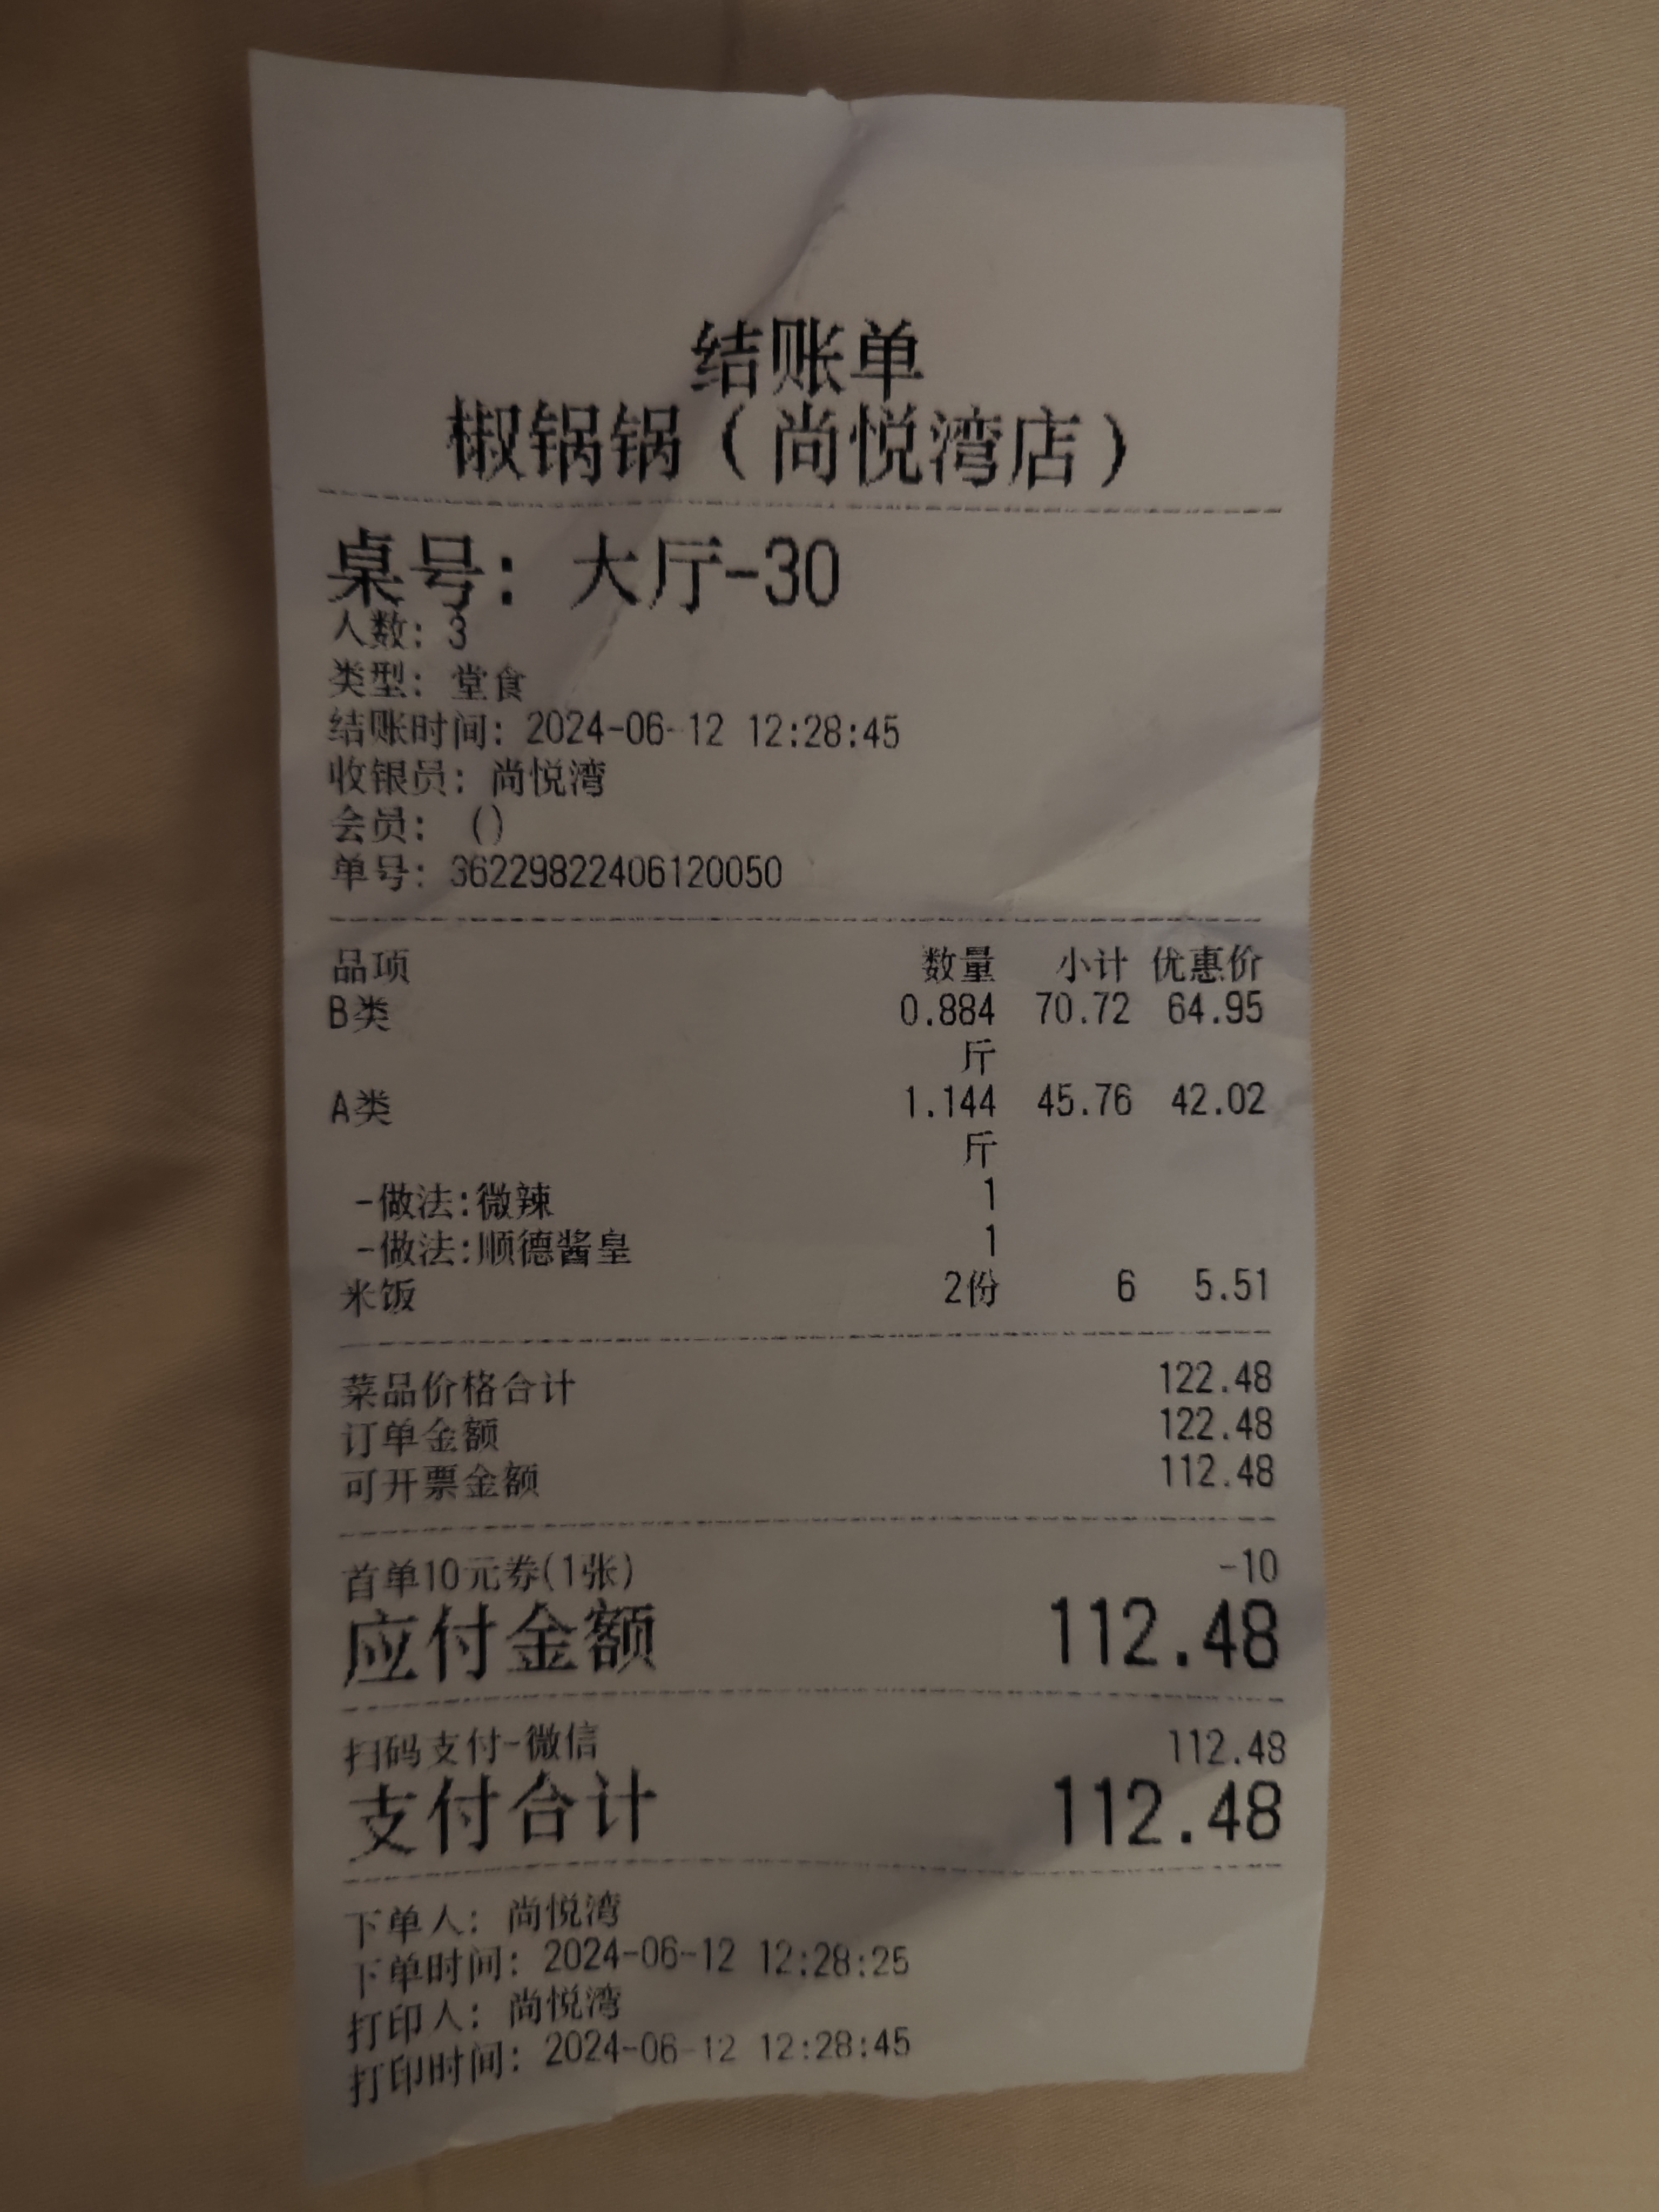 结账单
椒锅锅（尚悦湾店）
桌号: 大厅-30
人数: 3
类型: 堂食
结账时间: 2024-06-12 12:28:45
收银员: 尚悦湾
会员: ()
单号: 36229822406120050
品项 数量 小计 优惠价
B类 0.884 70.72 64.95
斤
A类 1.144 45.76 42.02
斤
-做法:微辣 1
-做法:顺德酱皇 1
米饭 2份 6 5.51
菜品价格合计 122.48
订单金额 122.48
可开票金额 112.48
首单10元券(1张) -10
应付金额 112.48
扫码支付-微信 112.48
支付合计 112.48
下单人: 尚悦湾
下单时间: 2024-06-12 12:28:25
打印人: 尚悦湾
打印时间: 2024-06-12 12:28:45